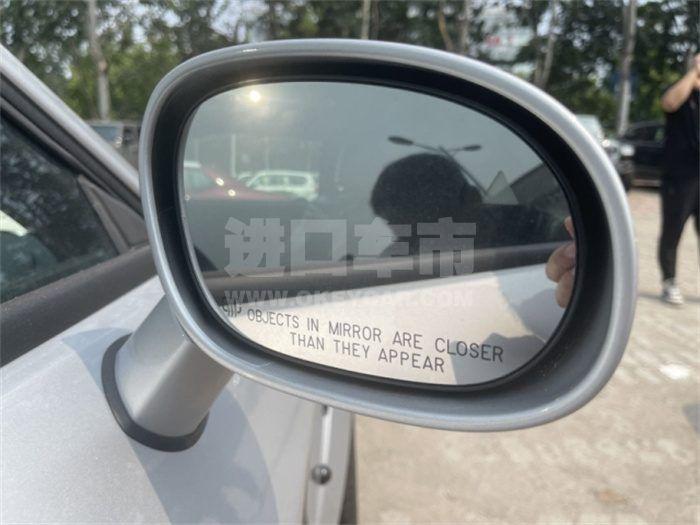 进口车市
WWW.OKEYCAR.COM
OBJECTS IN MIRROR ARE CLOSER
THAN THEY APPEAR